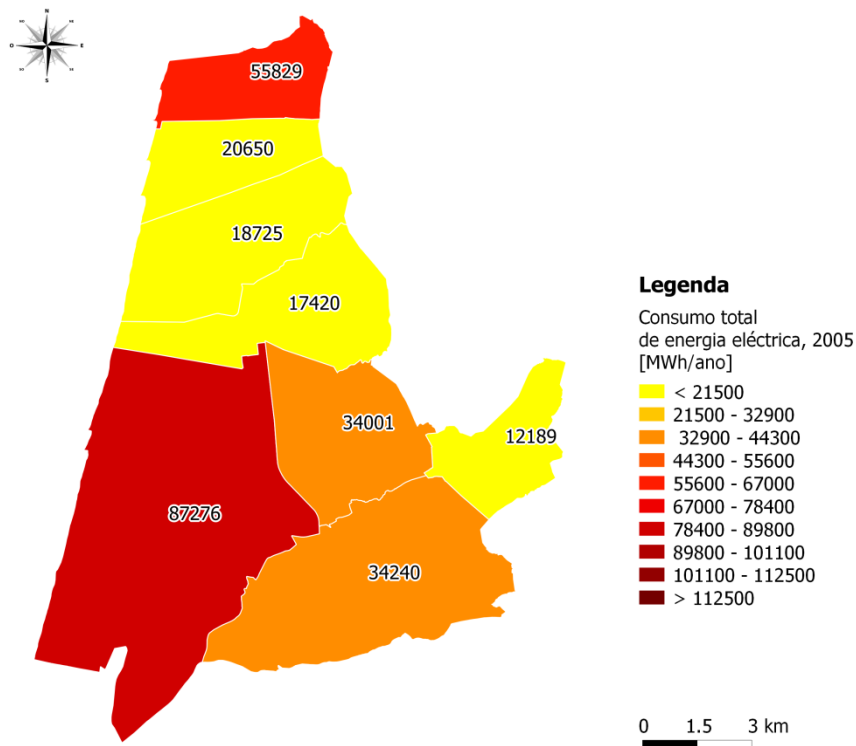 N
O
E
S
55829
20650
18725
17420
34001
12189
87276
34240
Legenda
Consumo total
de energia eléctrica, 2005
[MWh/ano]
< 21500
21500 - 32900
32900 - 44300
44300 - 55600
55600 - 67000
67000 - 78400
78400 - 89800
89800 - 101100
101100 - 112500
> 112500
0 1.5 3 km